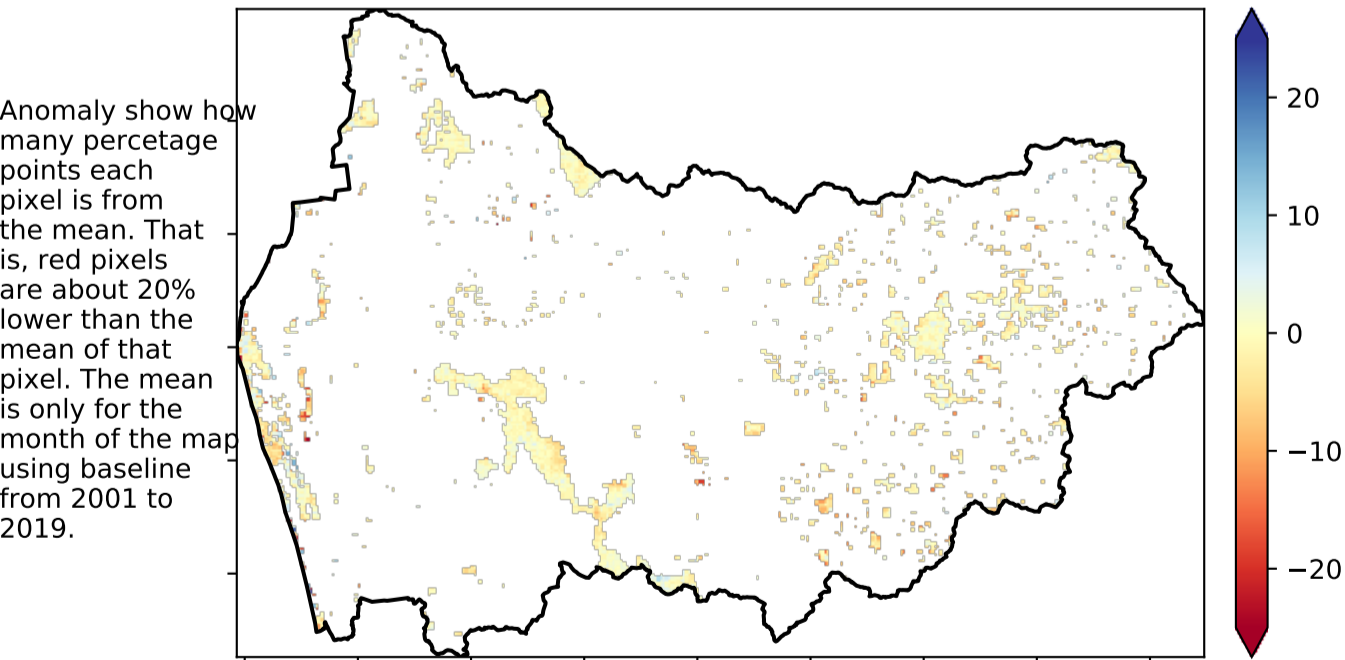 Anomaly show how
many percetage
points each
pixel is from
the mean. That
is, red pixels
are about 20%
lower than the
mean of that
pixel. The mean
is only for the
month of the map
using baseline
from 2001 to
2019.
20
10
0
−10
−20